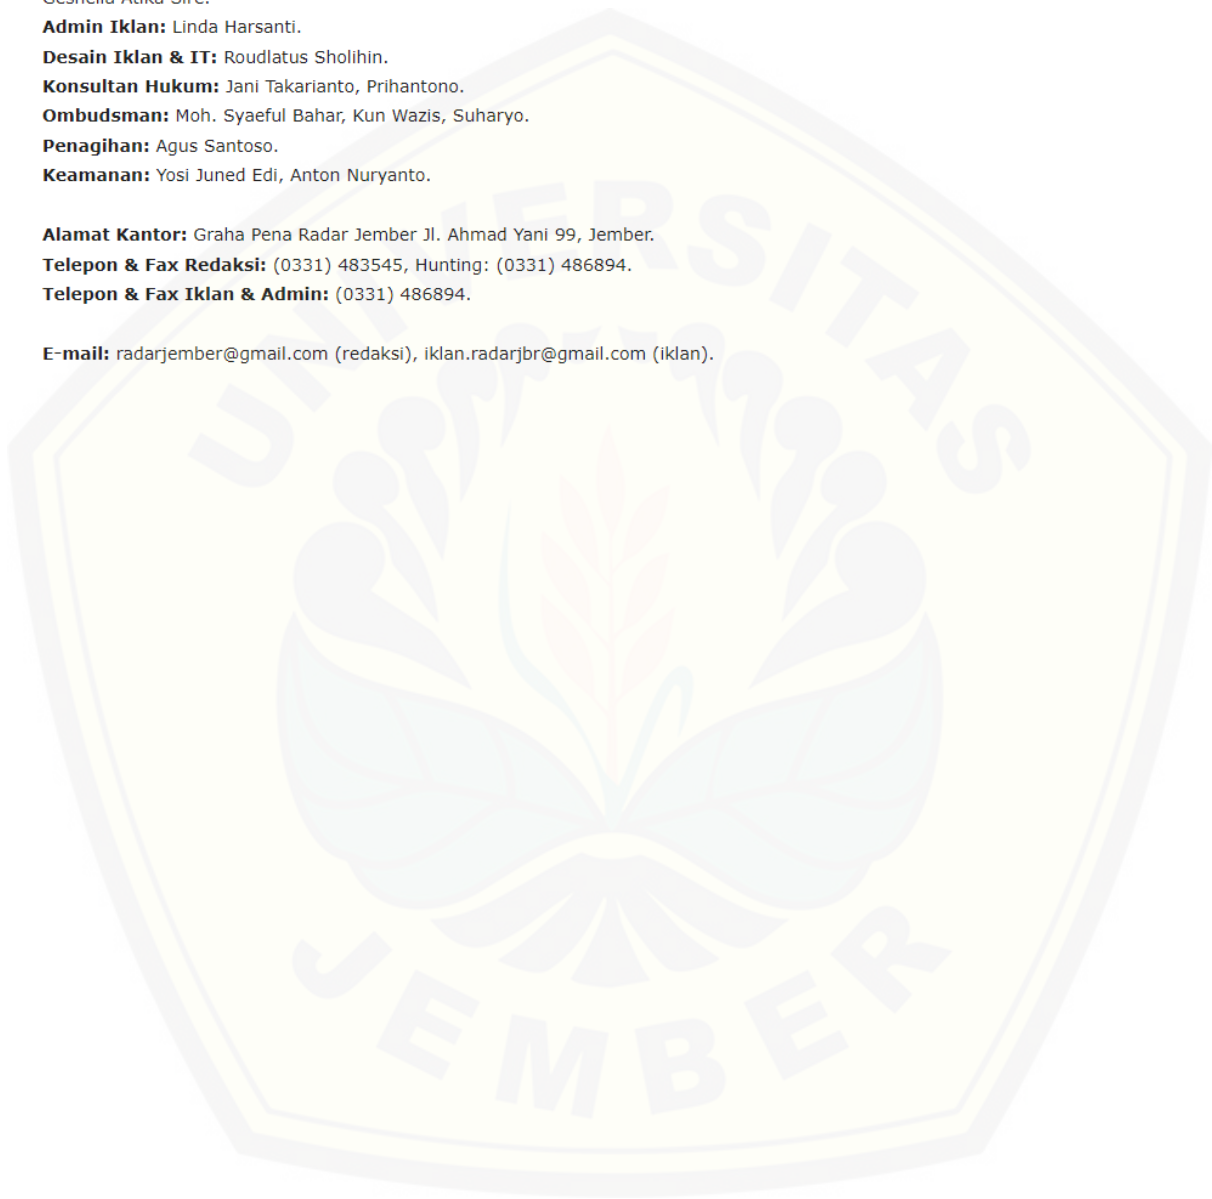 Admin Iklan: Linda Harsanti.
Desain Iklan & IT: Roudlatus Sholihin.
Konsultan Hukum: Jani Takarianto, Prihantono.
Ombudsman: Moh. Syaeful Bahar, Kun Wazis, Suharyo.
Penagihan: Agus Santoso.
Keamanan: Yosi Juned Edi, Anton Nuryanto.
Alamat Kantor: Graha Pena Radar Jember Jl. Ahmad Yani 99, Jember.
Telepon & Fax Redaksi: (0331) 483545, Hunting: (0331) 486894.
Telepon & Fax Iklan & Admin: (0331) 486894.
E-mail: radarjember@gmail.com (redaksi), iklan.radarjbr@gmail.com (iklan).
UNIVERSITAS
JEMBER